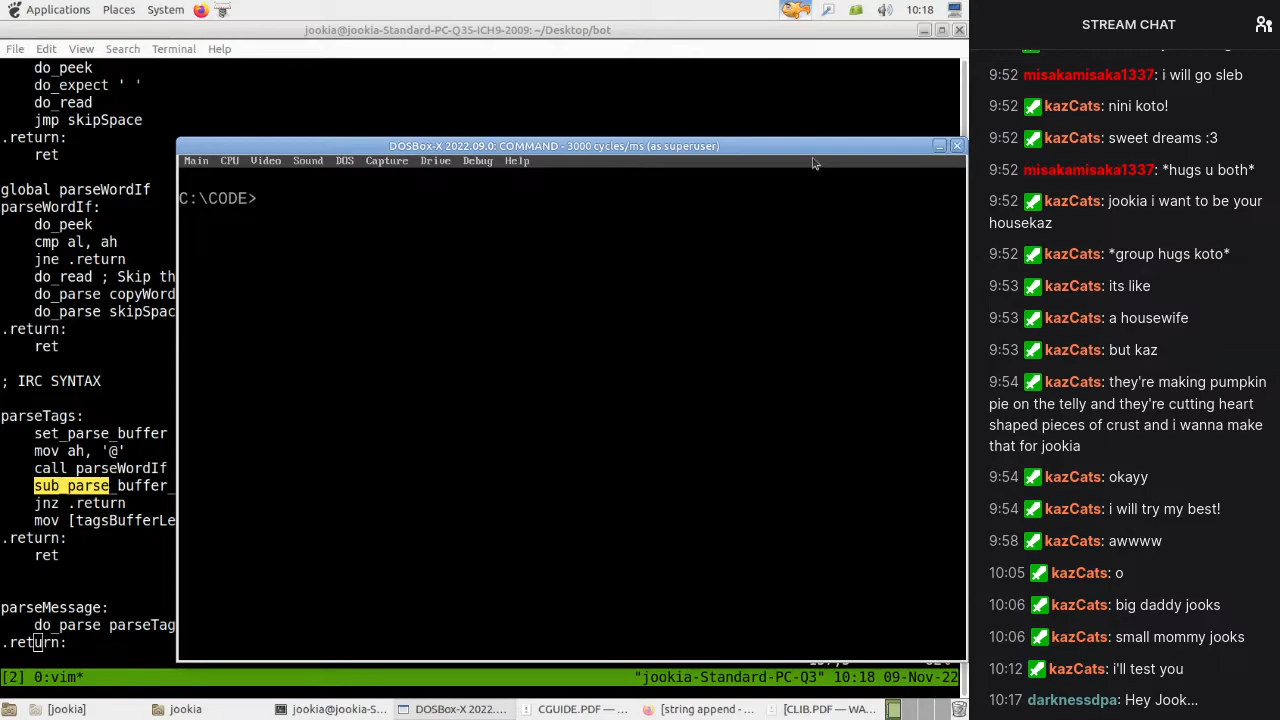 Applications Places System 10:18
jookia@jookia-Standard-PC-Q35-ICH9-2009: ~/Desktop/bot
File Edit View Search Terminal Help
do_peek
do_expect ' '
do_read
jmp skipSpace
.return:
ret
global parseWordIf
parseWordIf:
do_peek
cmp al, ah
jne .return
do_read ; Skip th
do_parse copyWord
do_parse skipSpac
.return:
ret
; IRC SYNTAX
parseTags:
set_parse_buffer
mov ah, '@'
call parseWordIf
sub_parse_buffer_
jnz .return
mov [tagsBufferLe
.return:
ret
parseMessage:
do_parse parseTag
.return:
[2] 0:vim* "jookia-Standard-PC-Q3" 10:18 09-Nov-22
DOSBox-X 2022.09.0: COMMAND - 3000 cycles/ms (as superuser)
Main CPU Video Sound DOS Capture Drive Debug Help
C:\CODE>
[jookia] jookia jookia@jookia-S... DOSBox-X 2022.... CGUIDE.PDF — ... [string append - ... [CLIB.PDF — WA...
STREAM CHAT
9:52 misakamisaka1337: i will go sleb
9:52 kazCats: nini koto!
9:52 kazCats: sweet dreams :3
9:52 misakamisaka1337: *hugs u both*
9:52 kazCats: jookia i want to be your
housekaz
9:52 kazCats: *group hugs koto*
9:53 kazCats: its like
9:53 kazCats: a housewife
9:53 kazCats: but kaz
9:54 kazCats: they're making pumpkin
pie on the telly and they're cutting heart
shaped pieces of crust and i wanna make
that for jookia
9:54 kazCats: okayy
9:54 kazCats: i will try my best!
9:58 kazCats: awwww
10:05 kazCats: o
10:06 kazCats: big daddy jooks
10:06 kazCats: small mommy jooks
10:12 kazCats: i'll test you
10:17 darknessdpa: Hey Jook...